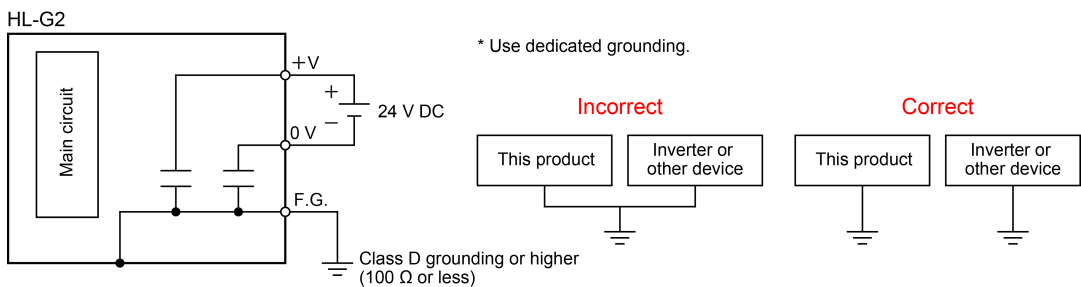 HL-G2
Main circuit
+V
+
−
24 V DC
0 V
F.G.
Class D grounding or higher
(100 Ω or less)
* Use dedicated grounding.
Incorrect
This product
Inverter or
other device
Correct
This product
Inverter or
other device